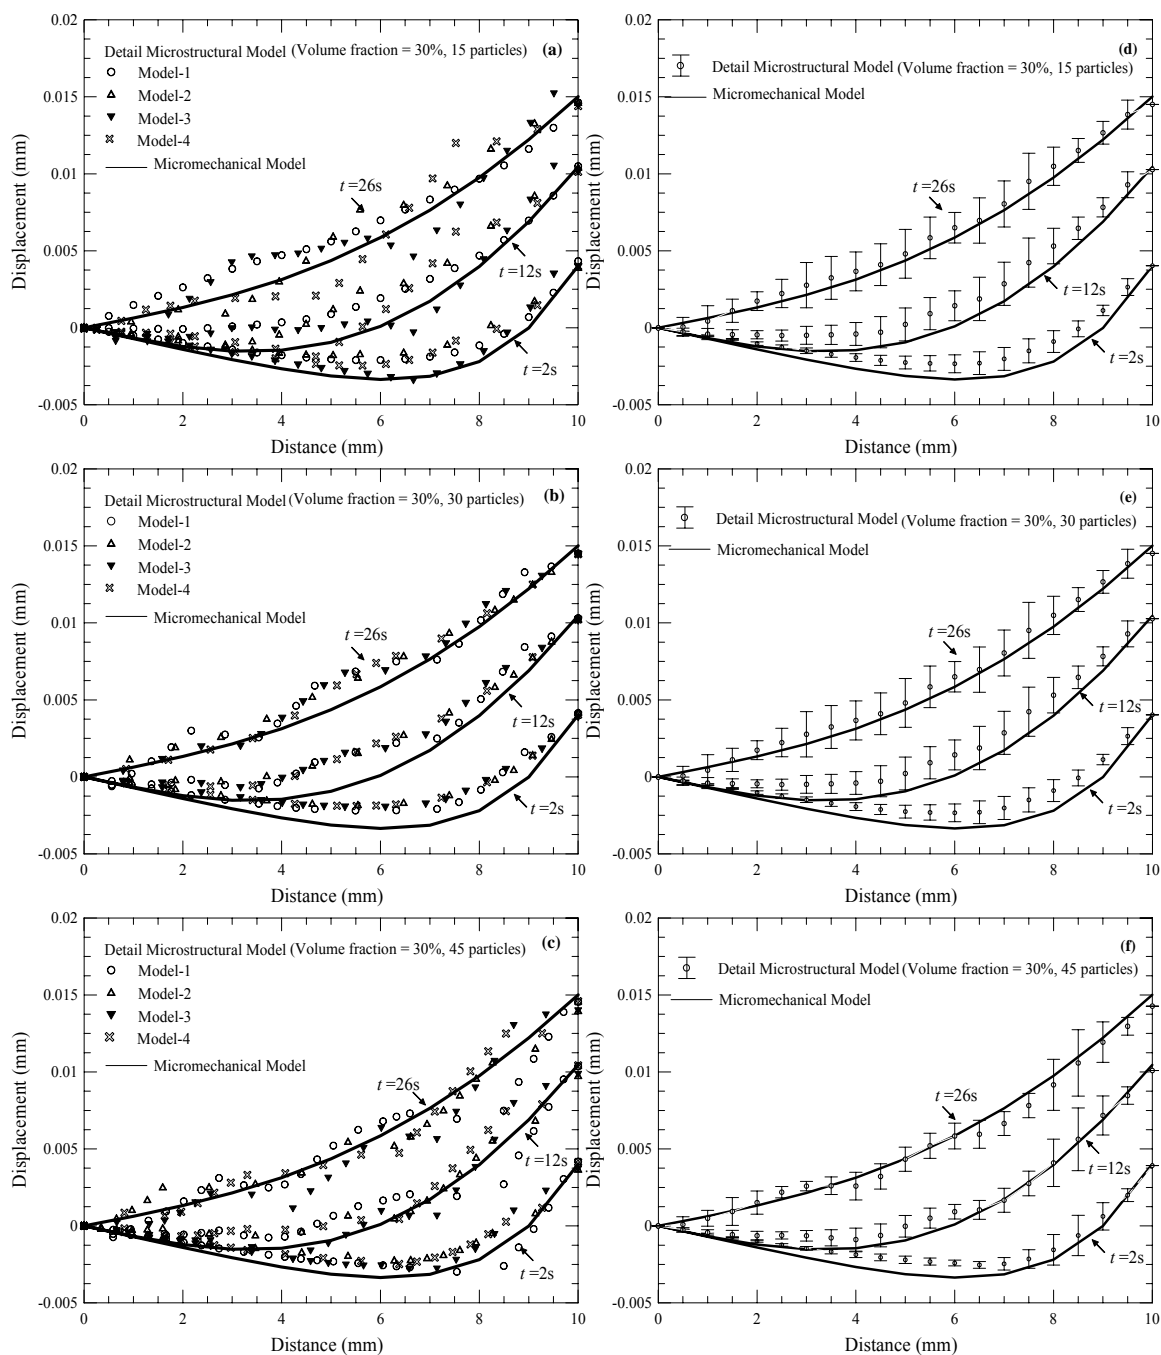 0.02
0.015
0.01
0.005
0
-0.005
Displacement (mm)
Detail Microstructural Model (Volume fraction = 30%, 15 particles)
(a)
Model-1
Model-2
Model-3
Model-4
Micromechanical Model
t =26s
t =12s
t =2s
0 2 4 6 8 10
Distance (mm)
0.02
0.015
0.01
0.005
0
-0.005
Displacement (mm)
(d)
Detail Microstructural Model (Volume fraction = 30%, 15 particles)
Micromechanical Model
t =26s
t =12s
t =2s
0 2 4 6 8 10
Distance (mm)
0.02
0.015
0.01
0.005
0
-0.005
Displacement (mm)
Detail Microstructural Model (Volume fraction = 30%, 30 particles)
(b)
Model-1
Model-2
Model-3
Model-4
Micromechanical Model
t =26s
t =12s
t =2s
0 2 4 6 8 10
Distance (mm)
0.02
0.015
0.01
0.005
0
-0.005
Displacement (mm)
(e)
Detail Microstructural Model (Volume fraction = 30%, 30 particles)
Micromechanical Model
t =26s
t =12s
t =2s
0 2 4 6 8 10
Distance (mm)
0.02
0.015
0.01
0.005
0
-0.005
Displacement (mm)
Detail Microstructural Model (Volume fraction = 30%, 45 particles)
(c)
Model-1
Model-2
Model-3
Model-4
Micromechanical Model
t =26s
t =12s
t =2s
0 2 4 6 8 10
Distance (mm)
0.02
0.015
0.01
0.005
0
-0.005
Displacement (mm)
(f)
Detail Microstructural Model (Volume fraction = 30%, 45 particles)
Micromechanical Model
t =26s
t =12s
t =2s
0 2 4 6 8 10
Distance (mm)